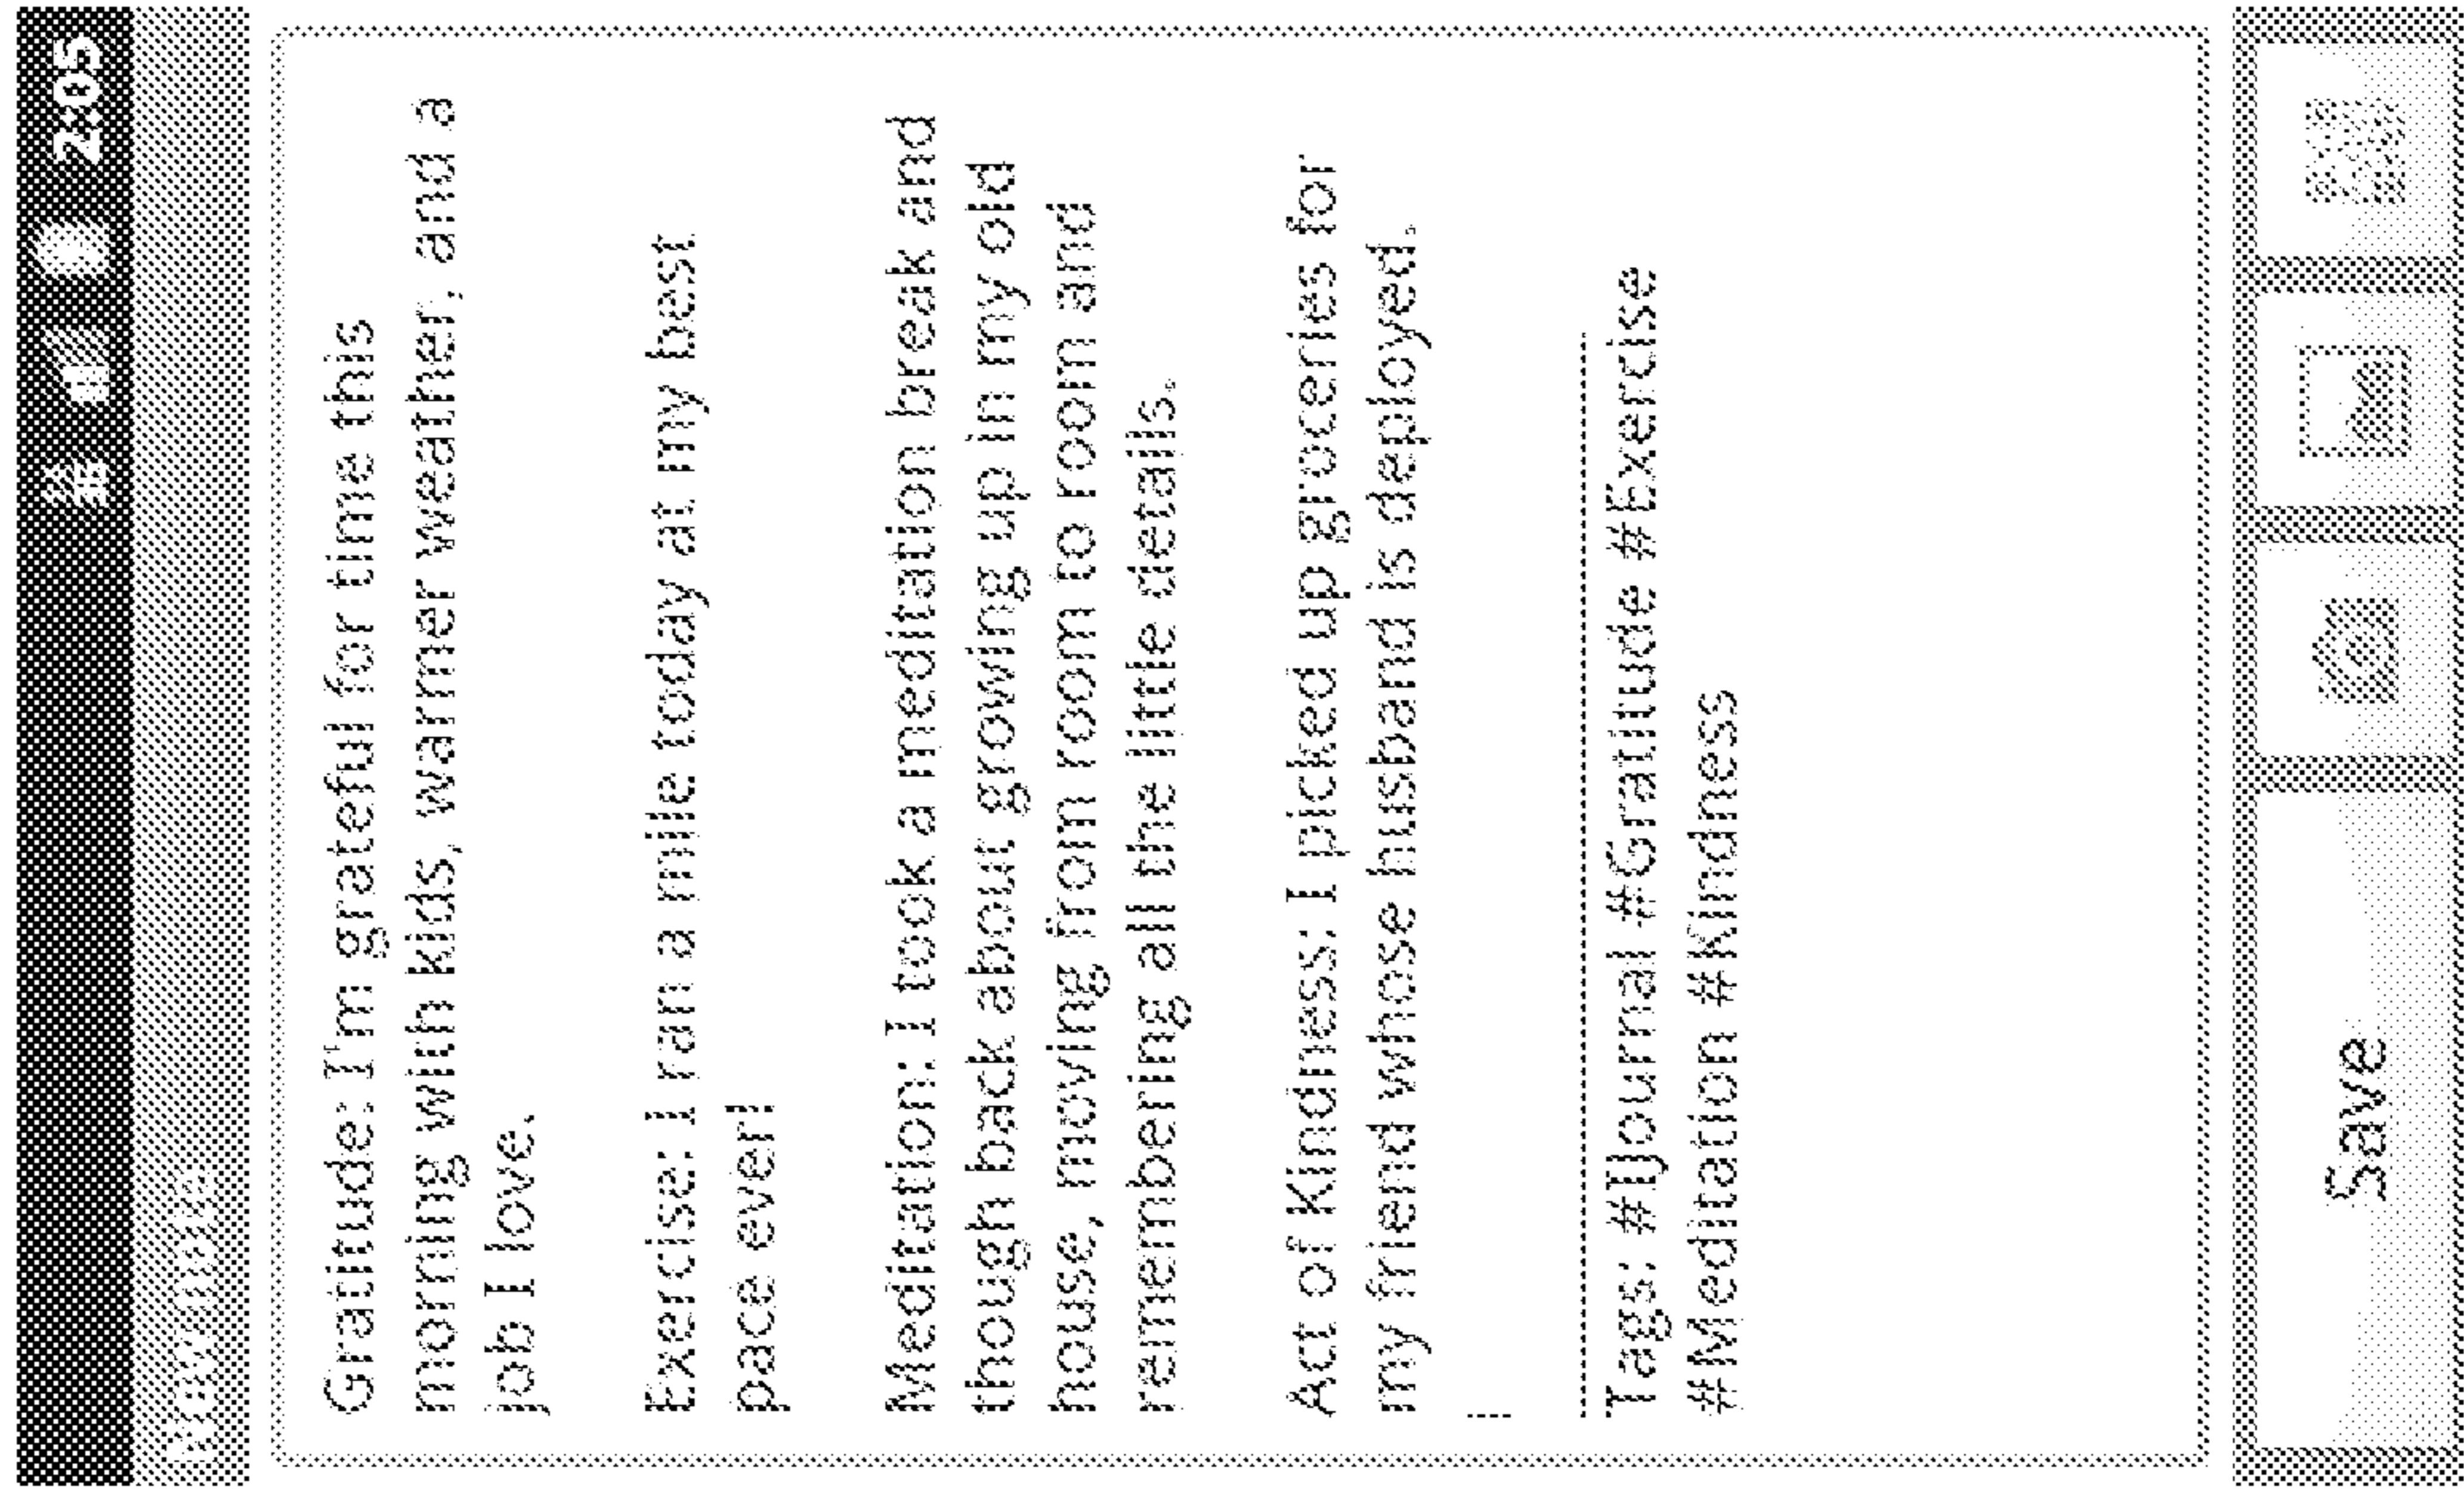 2:05
Gratitude: I'm grateful for time this
morning with kids, warmer weather, and a
job I love.
Exercise: I ran a mile today at my best
pace ever!
Meditation: I took a meditation break and
though back about growing up in my old
house, moving from room to room and
remembering all the little details.
Act of Kindness: I picked up groceries for
my friend whose husband is deployed.
Tags: #IJournal #Gratitude #Exercise
#Meditation #Kindness
Save